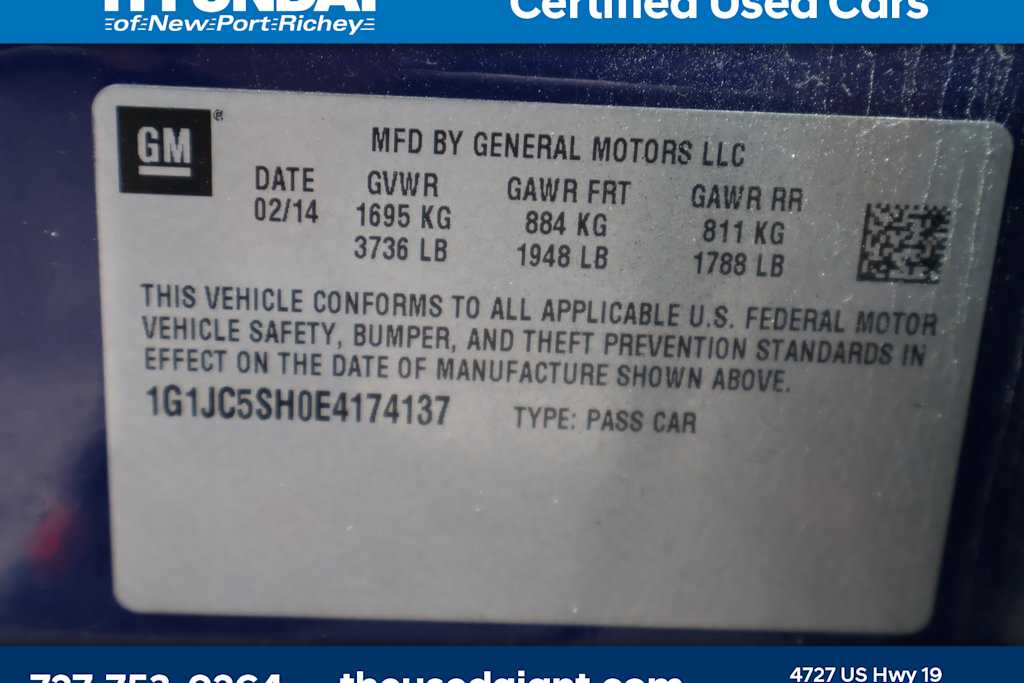 HYUNDAI
of New Port Richey
Certified Used Cars
GM®
MFD BY GENERAL MOTORS LLC
DATE GVWR GAWR FRT GAWR RR
02/14 1695 KG 884 KG 811 KG
3736 LB 1948 LB 1788 LB
THIS VEHICLE CONFORMS TO ALL APPLICABLE U.S. FEDERAL MOTOR
VEHICLE SAFETY, BUMPER, AND THEFT PREVENTION STANDARDS IN
EFFECT ON THE DATE OF MANUFACTURE SHOWN ABOVE.
1G1JC5SH0E4174137 TYPE: PASS CAR
thousedgiant.com
4727 US Hwy 19